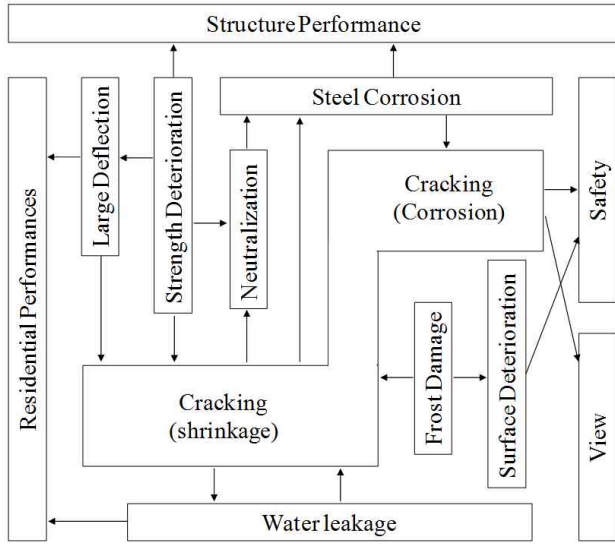 Structure Performance
Residential Performances
Large Deflection
Strength Deterioration
Neutralization
Steel Corrosion
Cracking
(Corrosion)
Safety
Cracking
(shrinkage)
Frost Damage
Surface Deterioration
View
Water leakage